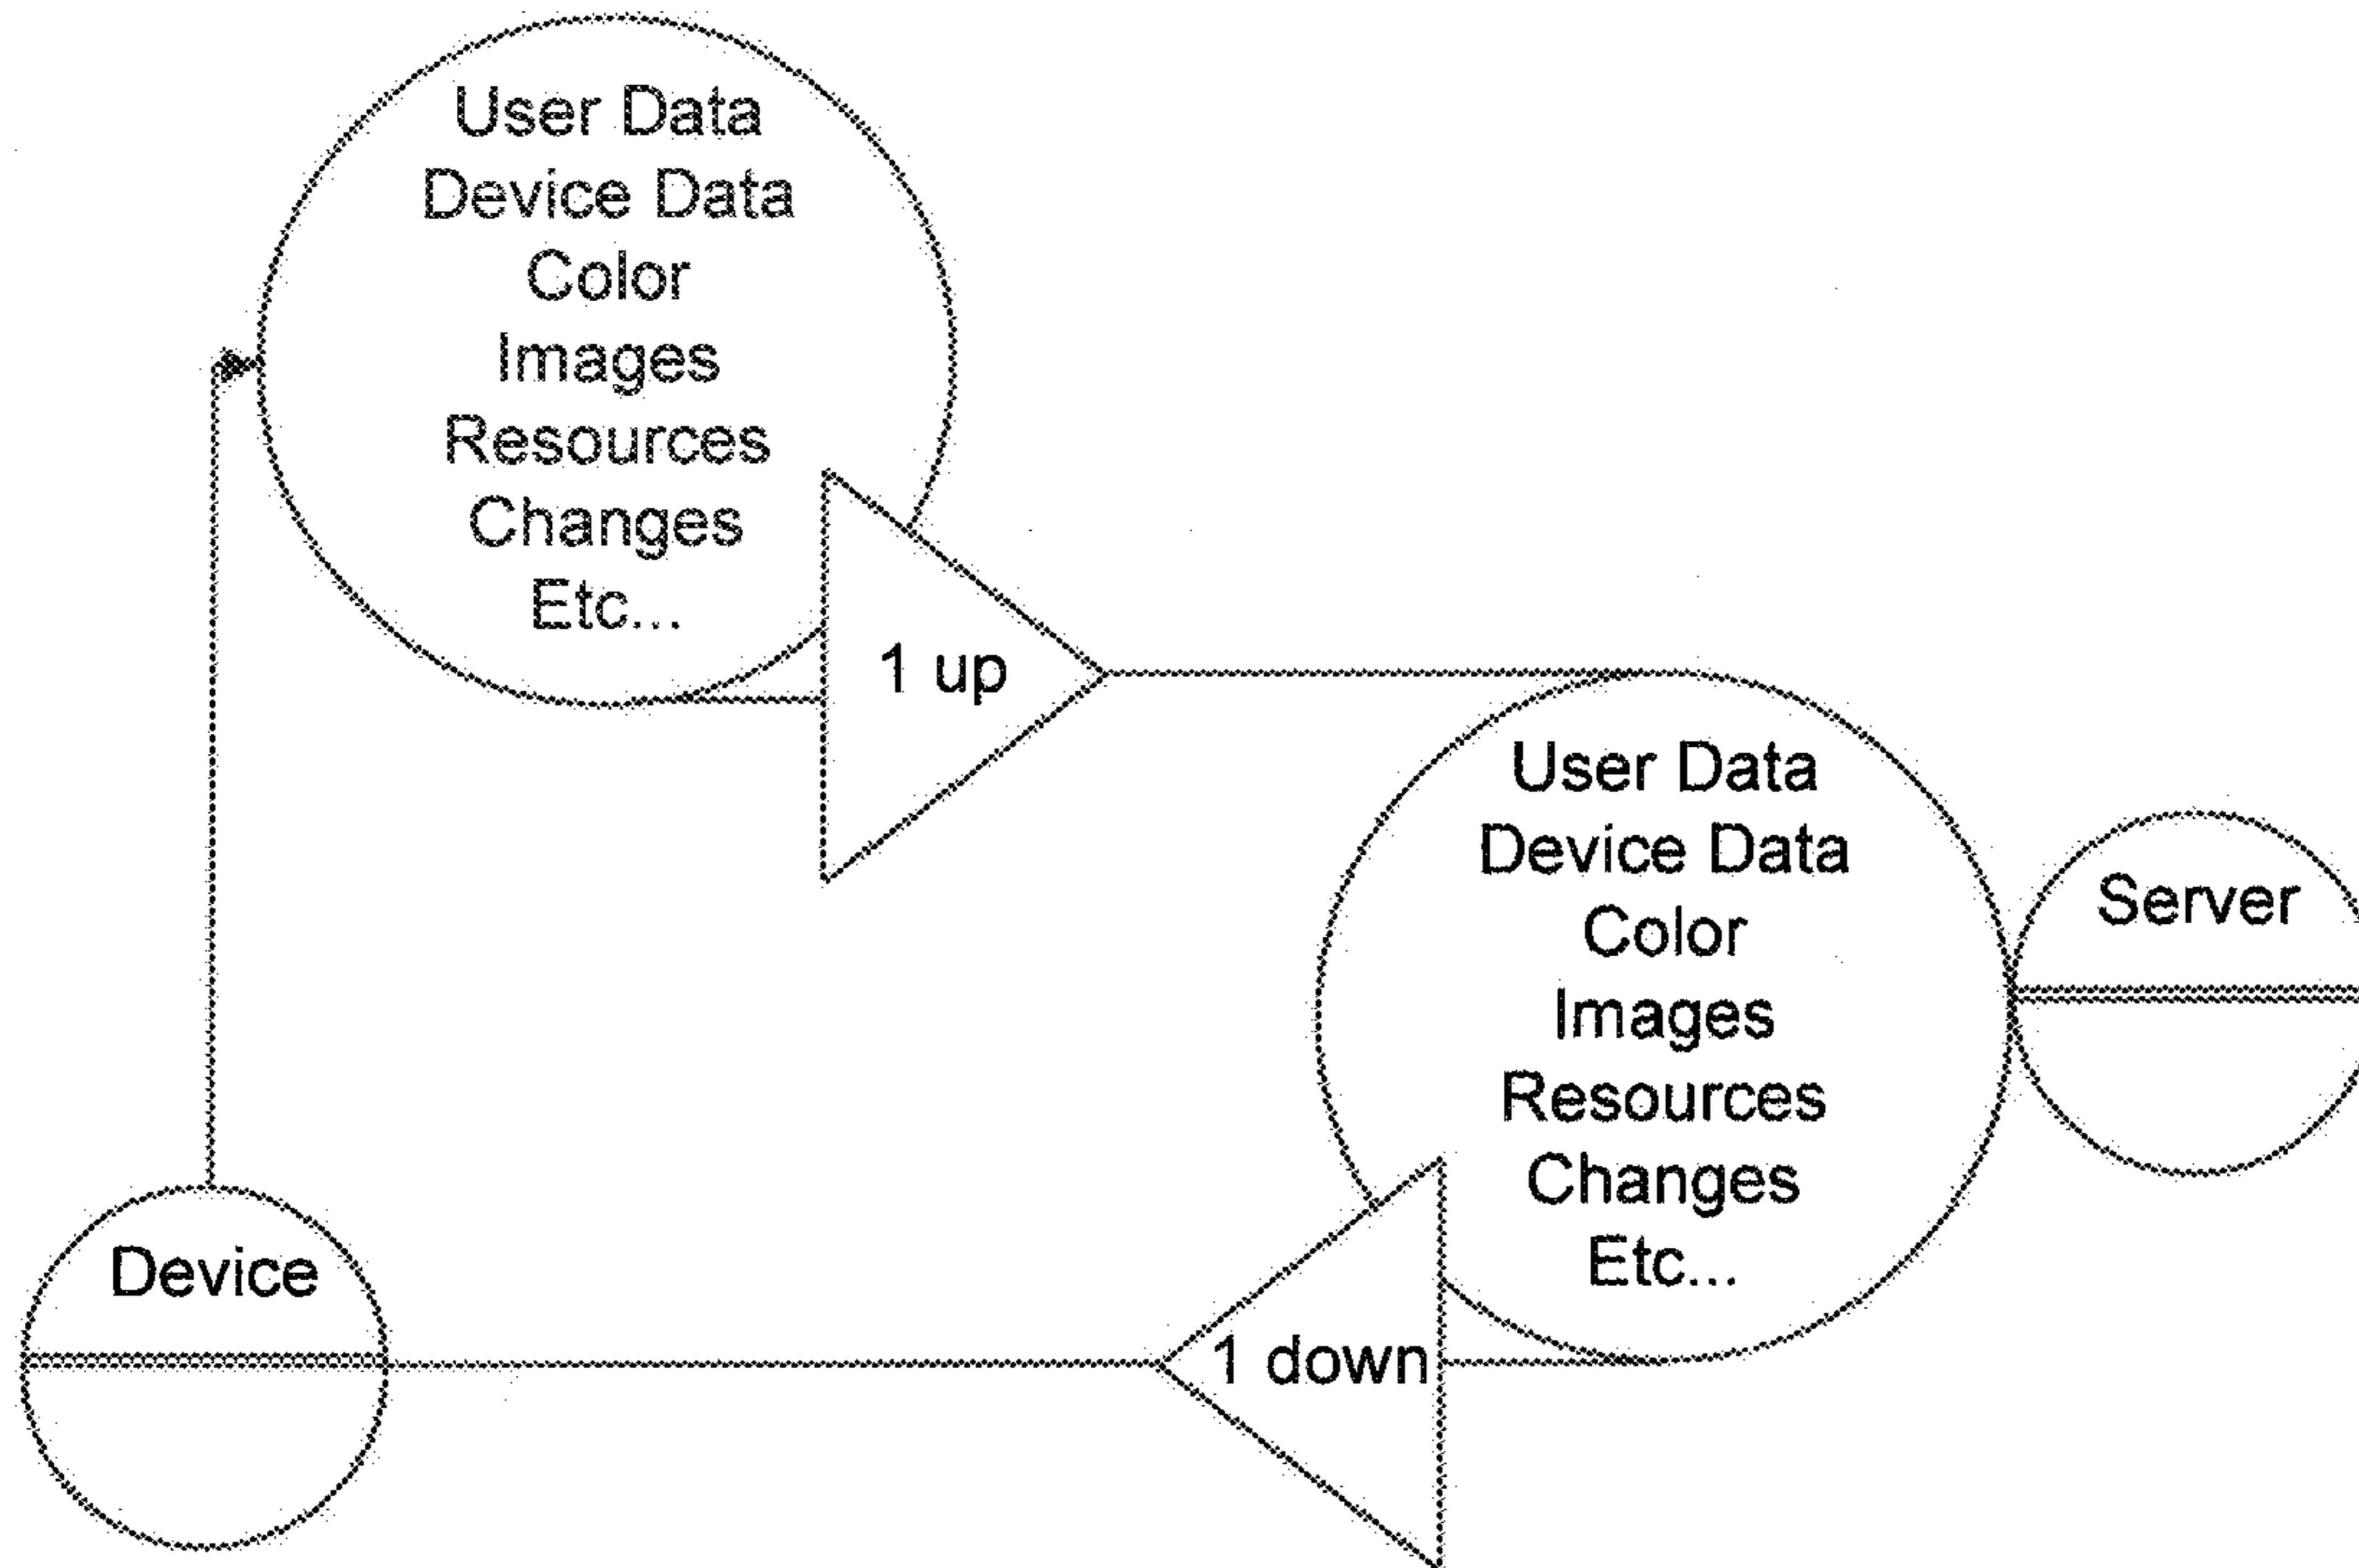 User Data
Device Data
Color
Images
Resources
Changes
Etc...
1 up
User Data
Device Data
Color
Images
Resources
Changes
Etc...
Server
Device
1 down